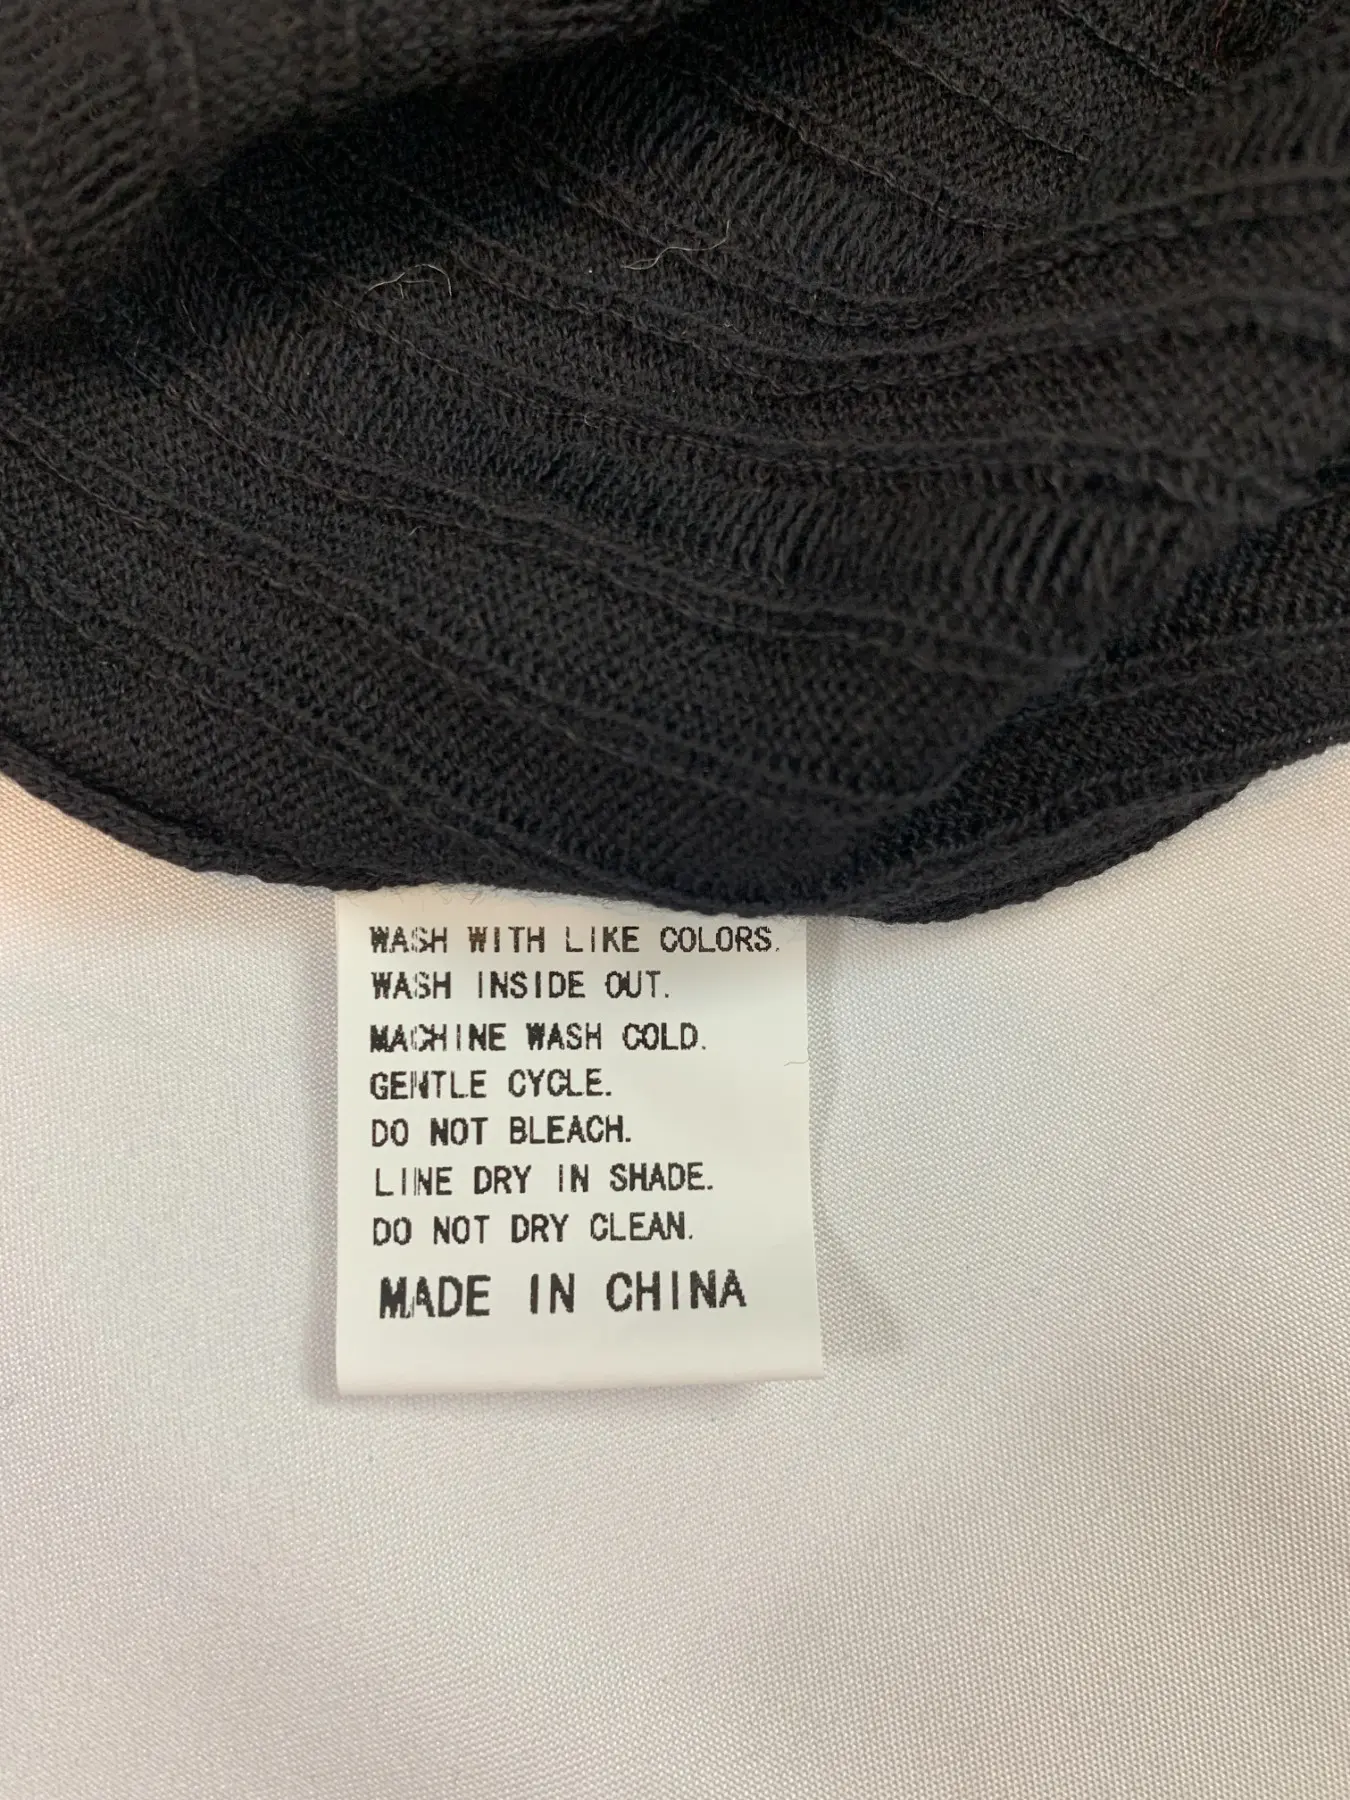 WASH WITH LIKE COLORS.
WASH INSIDE OUT.
MACHINE WASH COLD.
GENTLE CYCLE.
DO NOT BLEACH.
LINE DRY IN SHADE.
DO NOT DRY CLEAN.
MADE IN CHINA